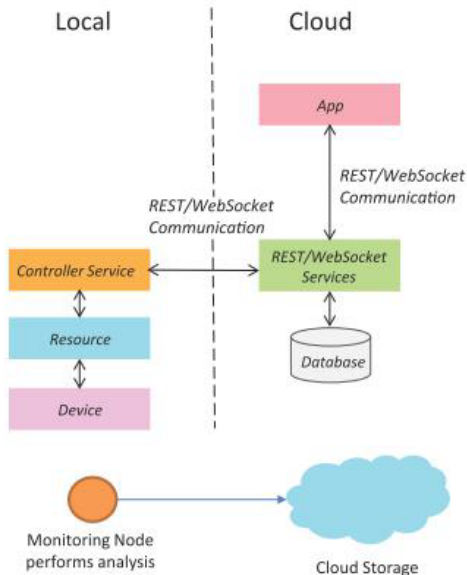 Local
Cloud
App
REST/WebSocket
Communication
REST/WebSocket
Communication
Controller Service
REST/WebSocket
Services
Resource
Database
Device
Monitoring Node
performs analysis
Cloud Storage